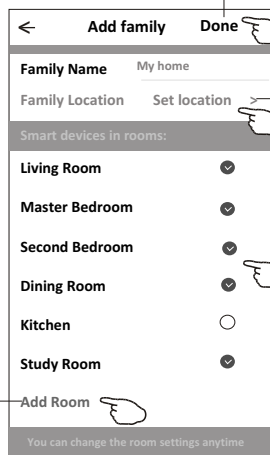 Add family Done
Family Name My home
Family Location Set location >
Smart devices in rooms:
Living Room
Master Bedroom
Second Bedroom
Dining Room
Kitchen
Study Room
Add Room
You can change the room settings anytime